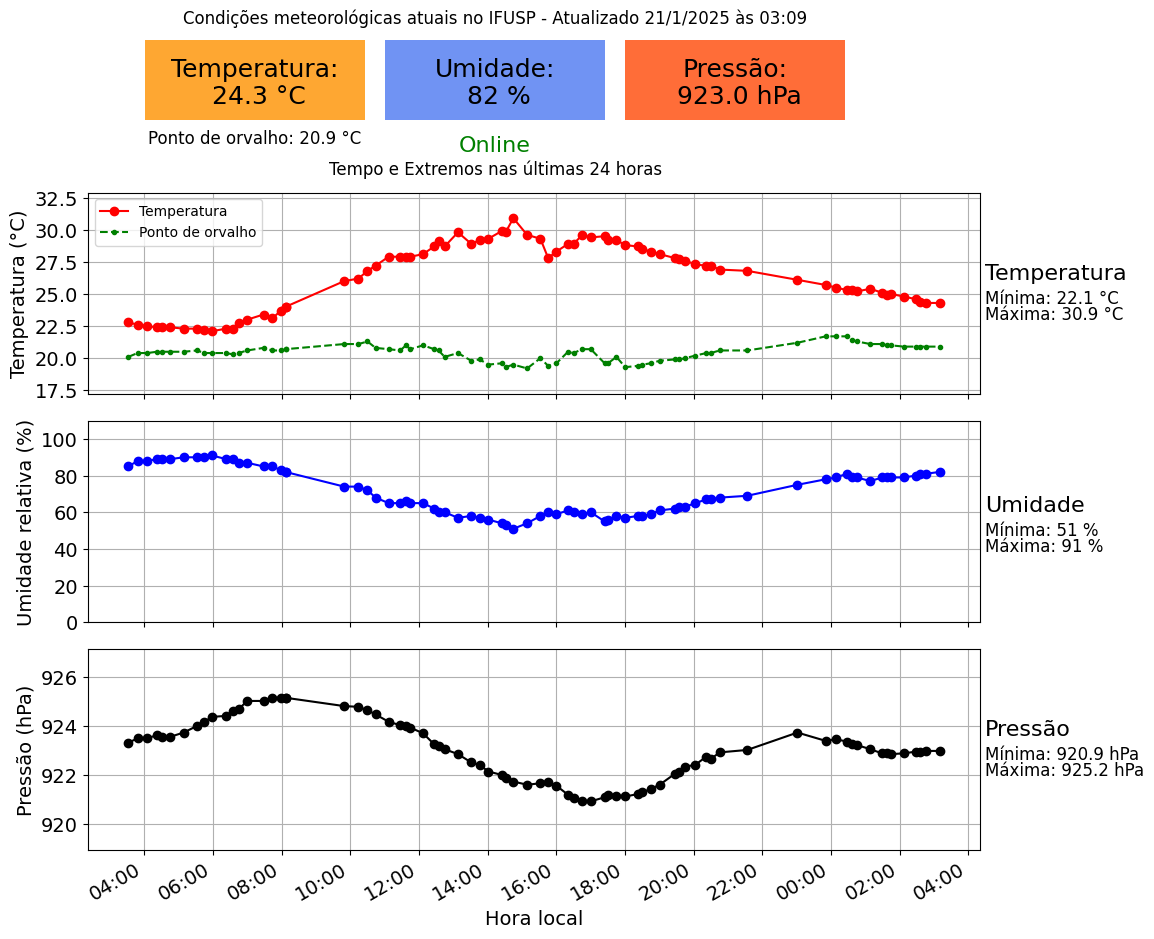 Condições meteorológicas atuais no IFUSP - Atualizado 21/1/2025 às 03:09
Temperatura:
24.3 °C
Umidade:
82 %
Pressão:
923.0 hPa
Ponto de orvalho: 20.9 °C
Online
Tempo e Extremos nas últimas 24 horas
Temperatura (°C)
32.5
30.0
27.5
25.0
22.5
20.0
17.5
Temperatura
Ponto de orvalho
Temperatura
Mínima: 22.1 °C
Máxima: 30.9 °C
Umidade relativa (%)
100
80
60
40
20
0
Umidade
Mínima: 51 %
Máxima: 91 %
Pressão (hPa)
926
924
922
920
Pressão
Mínima: 920.9 hPa
Máxima: 925.2 hPa
04:00 06:00 08:00 10:00 12:00 14:00 16:00 18:00 20:00 22:00 00:00 02:00 04:00
Hora local